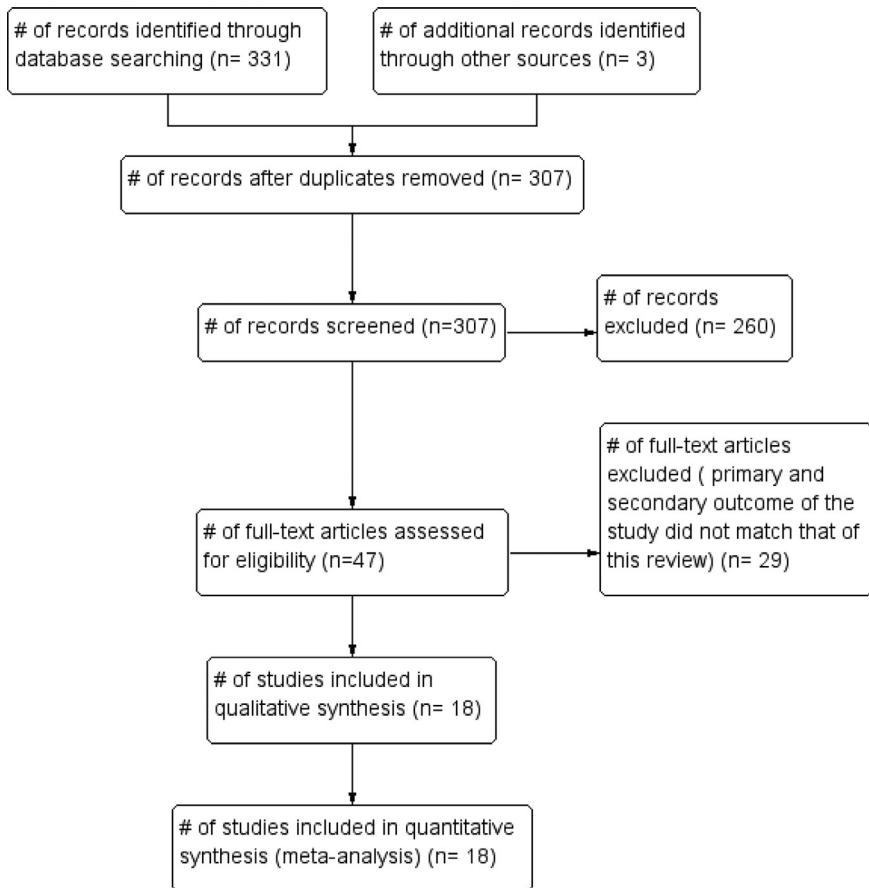 # of records identified through
database searching (n= 331)
# of additional records identified
through other sources (n= 3)
# of records after duplicates removed (n= 307)
# of records screened (n=307)
# of records
excluded (n= 260)
# of full-text articles assessed
for eligibility (n=47)
# of full-text articles
excluded ( primary and
secondary outcome of the
study did not match that of
this review) (n= 29)
# of studies included in
qualitative synthesis (n= 18)
# of studies included in quantitative
synthesis (meta-analysis) (n= 18)